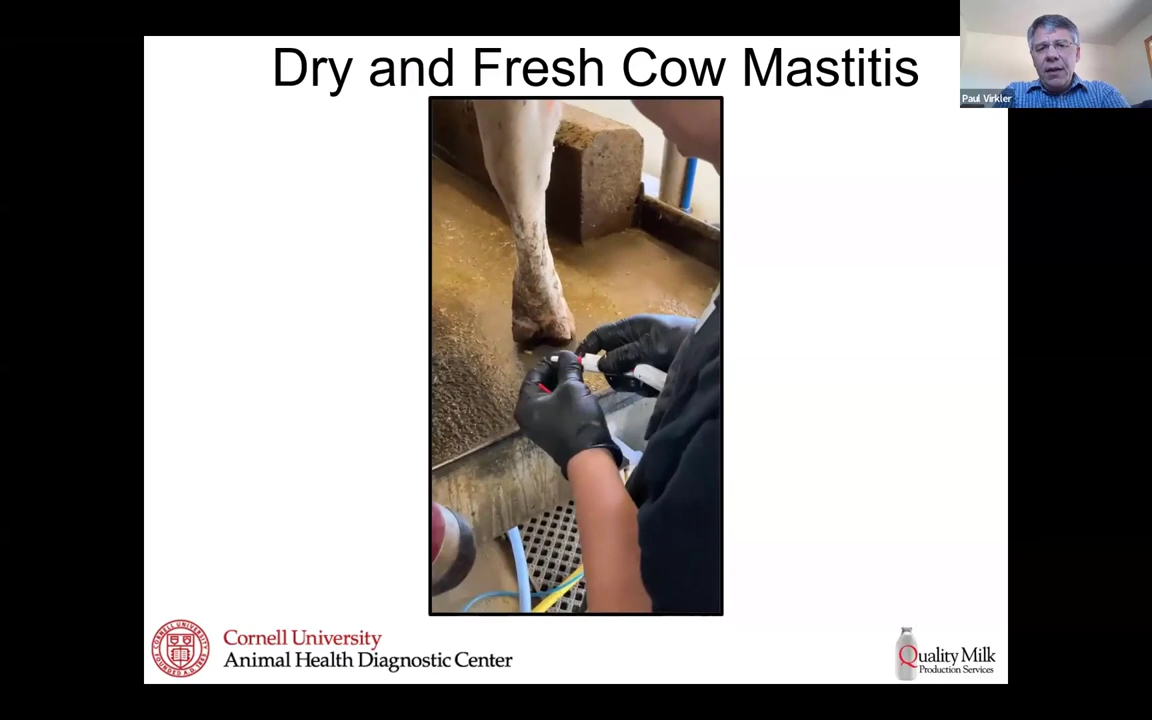 Dry and Fresh Cow Mastitis
Paul Virkler
Cornell University
Animal Health Diagnostic Center
Quality Milk
Production Services